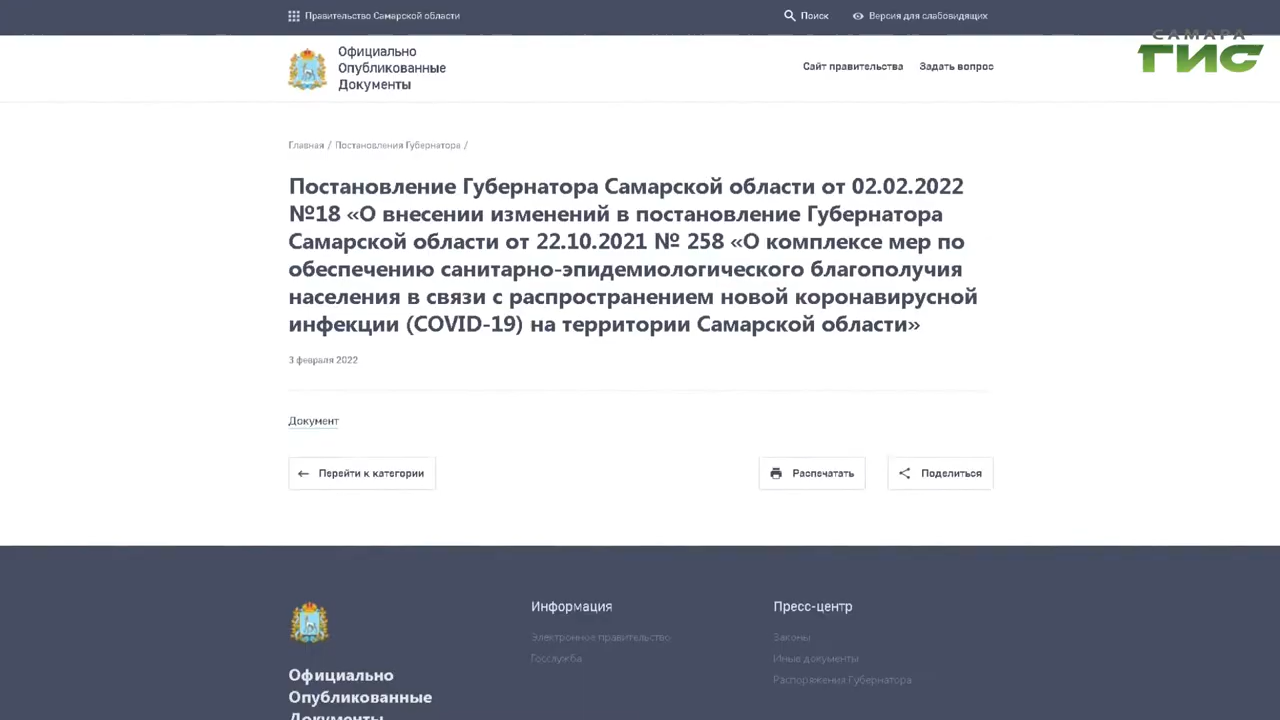 Правительство Самарской области
Поиск
Версия для слабовидящих
САМАРА
ГИС
Официально
Опубликованные
Документы
Сайт правительства
Задать вопрос
Главная / Постановления Губернатора /
Постановление Губернатора Самарской области от 02.02.2022
№18 «О внесении изменений в постановление Губернатора
Самарской области от 22.10.2021 № 258 «О комплексе мер по
обеспечению санитарно-эпидемиологического благополучия
населения в связи с распространением новой коронавирусной
инфекции (COVID-19) на территории Самарской области»
3 февраля 2022
Документ
Перейти к категории
Распечатать
Поделиться
Информация
Пресс-центр
Электронное правительство
Законы
Госслужба
Иные документы
Распоряжения Губернатора
Официально
Опубликованные
Документы